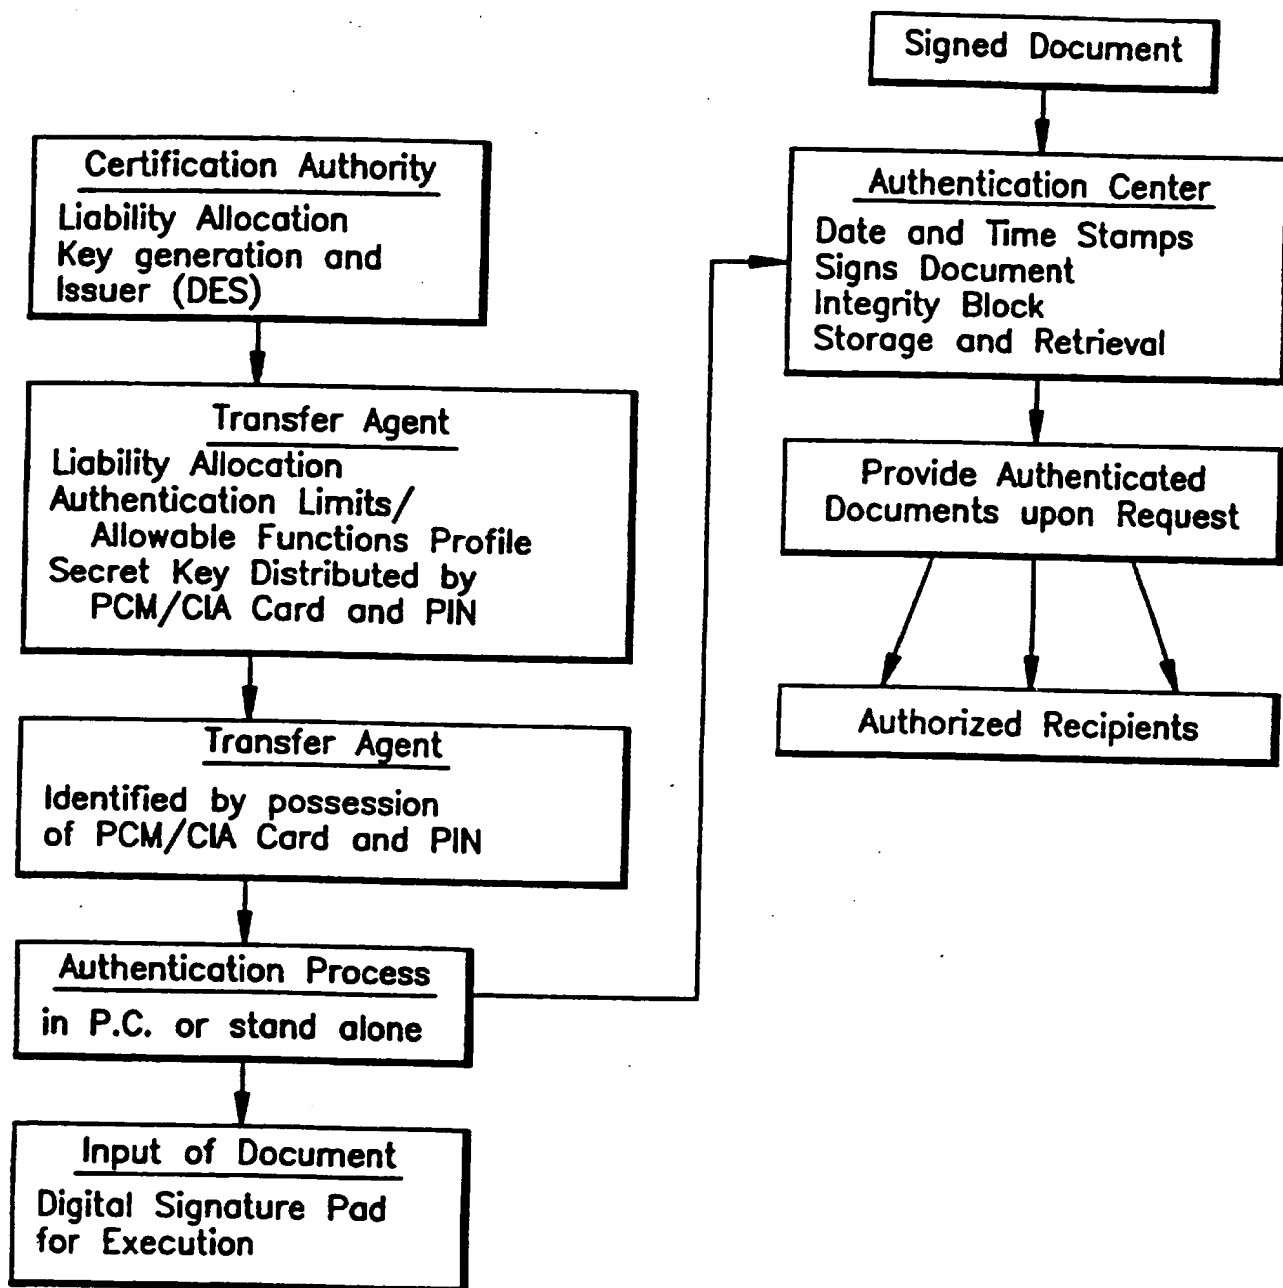 Certification Authority
Liability Allocation
Key generation and
Issuer (DES)
Transfer Agent
Liability Allocation
Authentication Limits/
Allowable Functions Profile
Secret Key Distributed by
PCM/CIA Card and PIN
Transfer Agent
Identified by possession
of PCM/CIA Card and PIN
Authentication Process
in P.C. or stand alone
Input of Document
Digital Signature Pad
for Execution
Signed Document
Authentication Center
Date and Time Stamps
Signs Document
Integrity Block
Storage and Retrieval
Provide Authenticated
Documents upon Request
Authorized Recipients